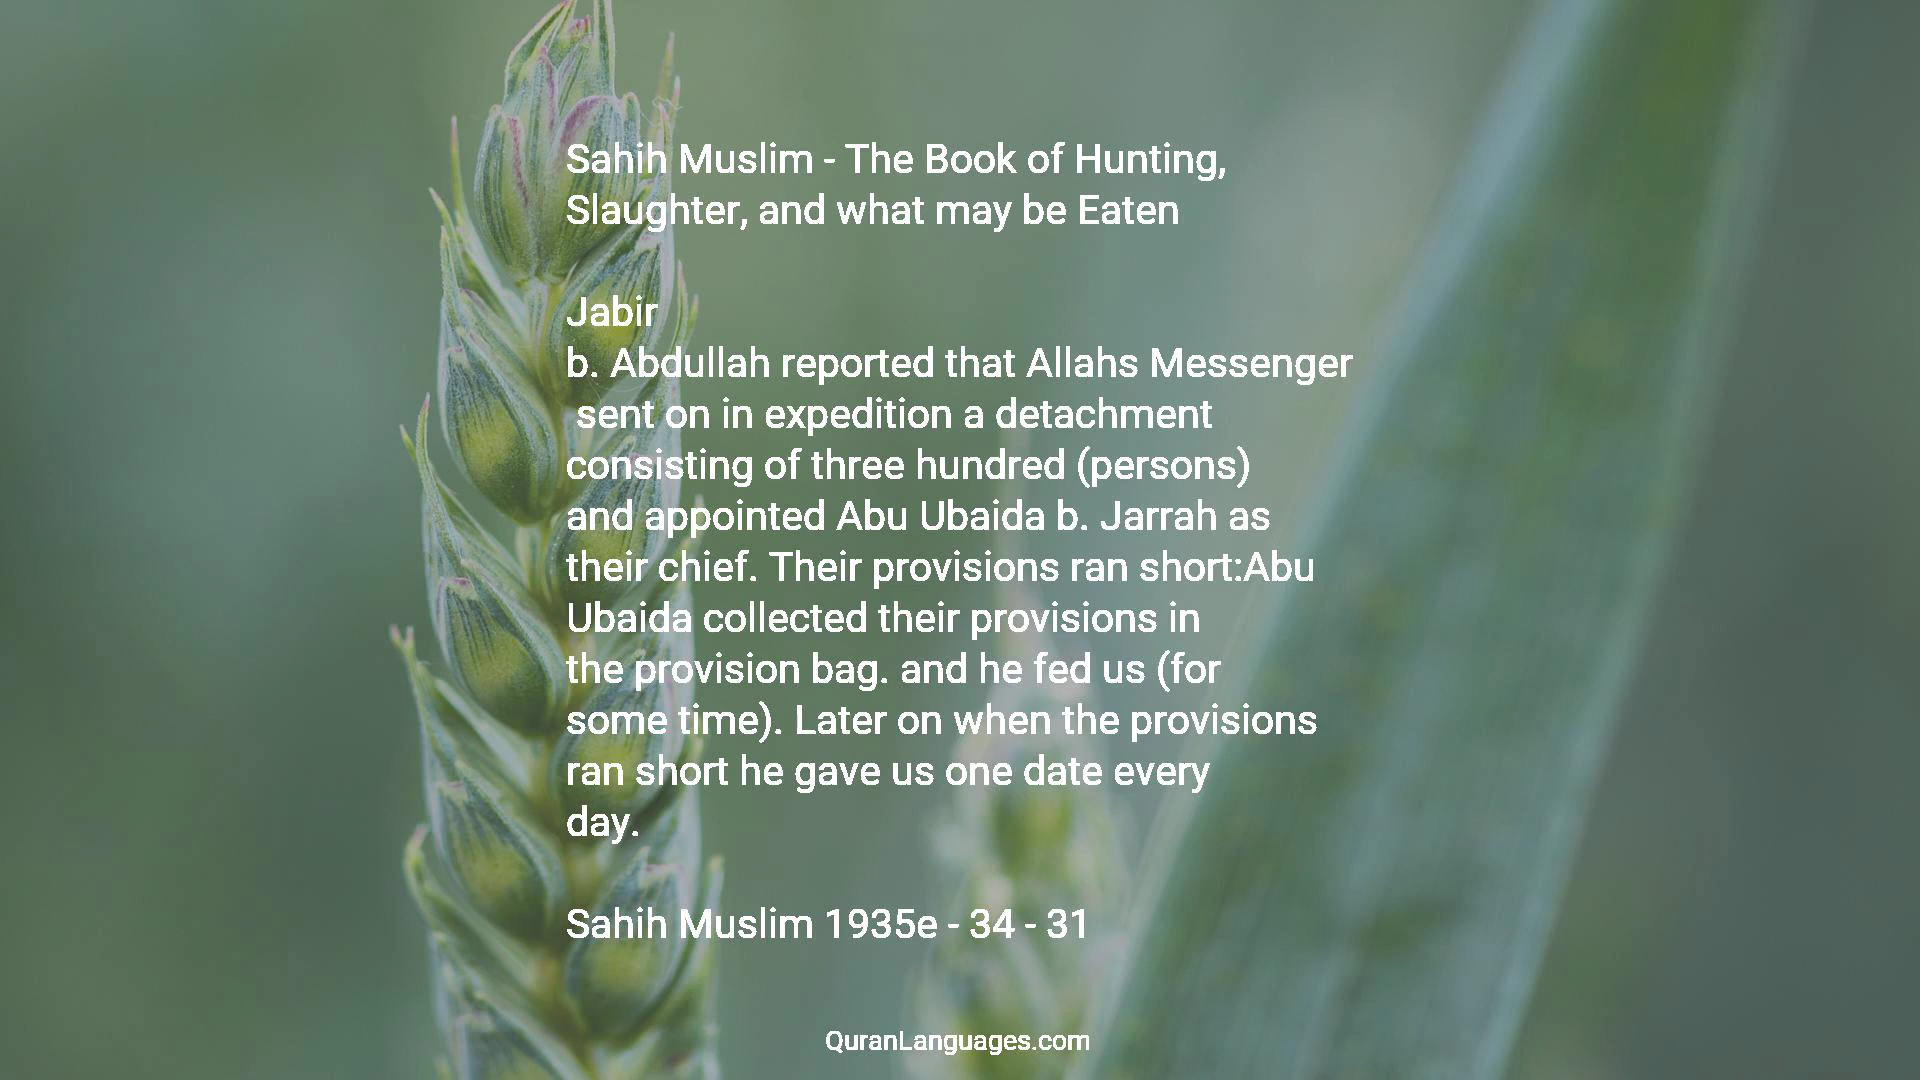 Sahih Muslim - The Book of Hunting,
Slaughter, and what may be Eaten
Jabir
b. Abdullah reported that Allahs Messenger
sent on in expedition a detachment
consisting of three hundred (persons)
and appointed Abu Ubaida b. Jarrah as
their chief. Their provisions ran short:Abu
Ubaida collected their provisions in
the provision bag. and he fed us (for
some time). Later on when the provisions
ran short he gave us one date every
day.
Sahih Muslim 1935e - 34 - 31
QuranLanguages.com